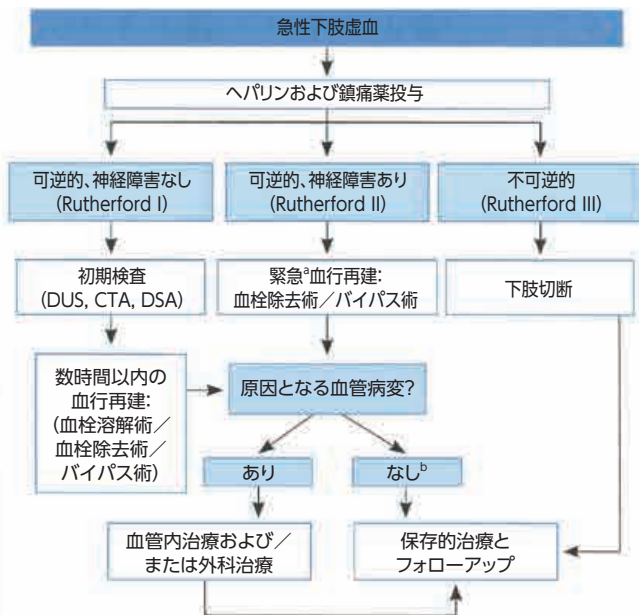 急性下肢虚血
ヘパリンおよび鎮痛薬投与
可逆的、神経障害なし
(Rutherford I)
可逆的、神経障害あり
(Rutherford II)
不可逆的
(Rutherford III)
初期検査
(DUS, CTA, DSA)
緊急a血行再建:
血栓除去術／バイパス術
下肢切断
数時間以内の
血行再建:
(血栓溶解術／
血栓除去術／
バイパス術)
原因となる血管病変?
あり
なしb
血管内治療および／
または外科治療
保存的治療と
フォローアップ